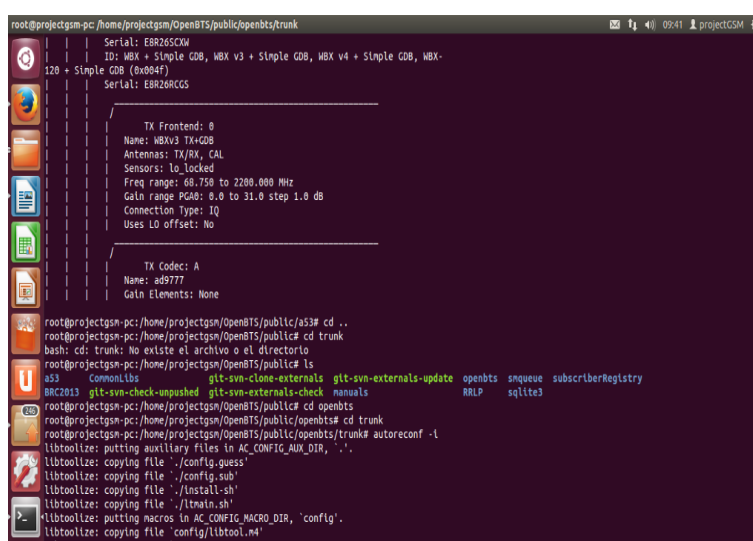 root@projectgsm-pc: /home/projectgsm/OpenBTS/public/openbts/trunk 09:41 projectGSM
| | | Serial: E8R26SCXW
| | | ID: WBX + Simple GDB, WBX v3 + Simple GDB, WBX v4 + Simple GDB, WBX-
120 + Simple GDB (0x004f)
| | | Serial: E8R26RCGS
| | | TX Frontend: 0
| | | | Name: WBXv3 TX+GDB
| | | | Antennas: TX/RX, CAL
| | | | Sensors: lo_locked
| | | | Freq range: 68.750 to 2200.000 MHz
| | | | Gain range PGA0: 0.0 to 31.0 step 1.0 dB
| | | | Connection Type: IQ
| | | | Uses LO offset: No
| | | | TX Codec: A
| | | | Name: ad9777
| | | | Gain Elements: None
root@projectgsm-pc:/home/projectgsm/OpenBTS/public/a53# cd ..
root@projectgsm-pc:/home/projectgsm/OpenBTS/public# cd trunk
bash: cd: trunk: No existe el archivo o el directorio
root@projectgsm-pc:/home/projectgsm/OpenBTS/public# ls
a53 CommonLibs git-svn-clone-externals git-svn-externals-update openbts smqueue subscriberRegistry
BRC2013 git-svn-check-unpushed git-svn-externals-check manuals RRLP sqlite3
root@projectgsm-pc:/home/projectgsm/OpenBTS/public# cd openbts
root@projectgsm-pc:/home/projectgsm/OpenBTS/public/openbts# cd trunk
root@projectgsm-pc:/home/projectgsm/OpenBTS/public/openbts/trunk# autoreconf -i
libtoolize: putting auxiliary files in AC_CONFIG_AUX_DIR, `.'.
libtoolize: copying file `./config.guess'
libtoolize: copying file `./config.sub'
libtoolize: copying file `./install-sh'
libtoolize: copying file `./ltmain.sh'
libtoolize: putting macros in AC_CONFIG_MACRO_DIR, `config'.
libtoolize: copying file `config/libtool.m4'
246